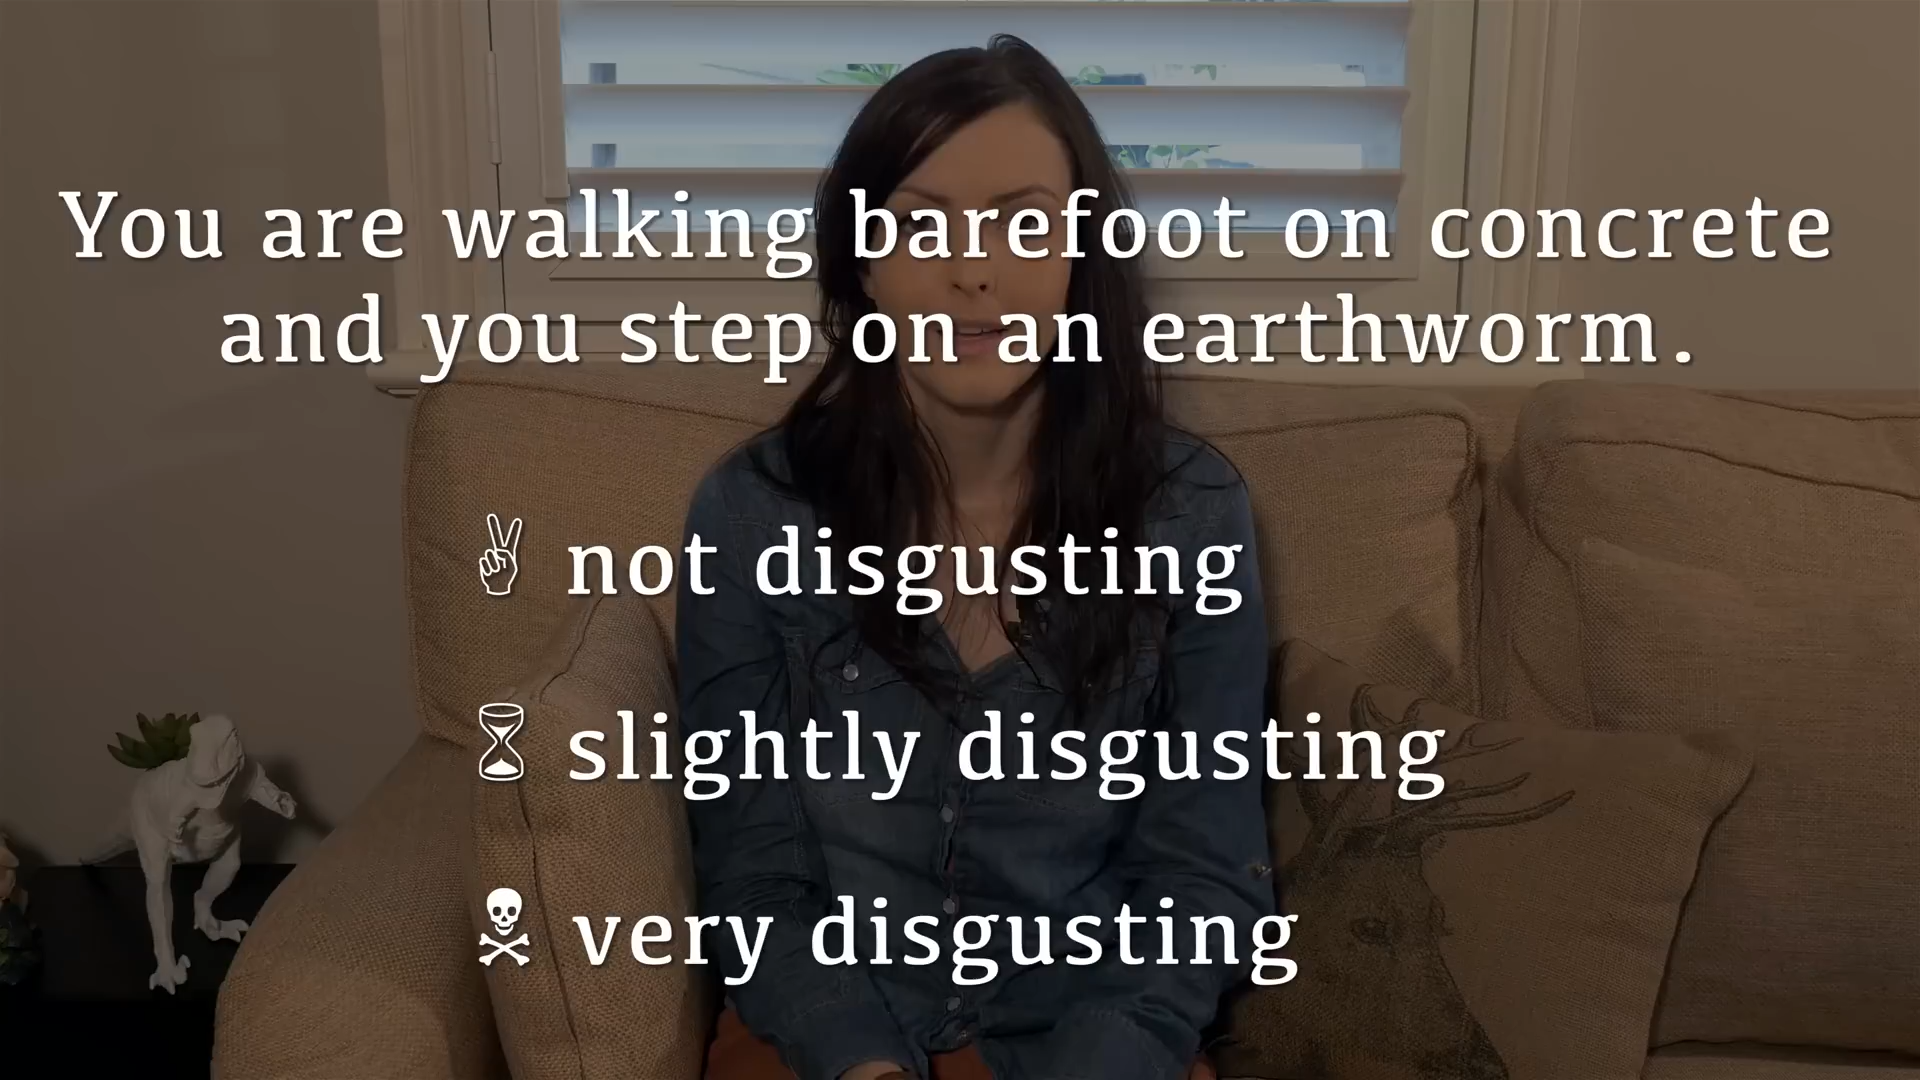 You are walking barefoot on concrete
and you step on an earthworm.
✌ not disgusting
⏳ slightly disgusting
☠ very disgusting